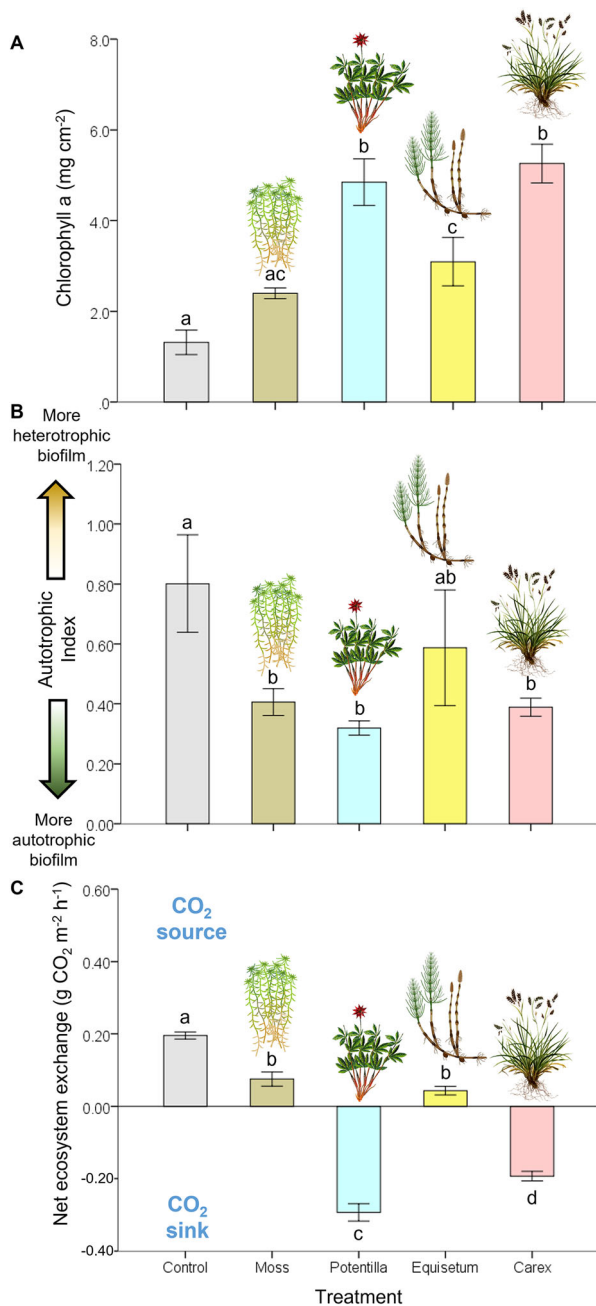 A
Chlorophyll a (mg cm⁻²)
8.0
6.0
4.0
2.0
.0
a
ac
b
c
b
B
More
heterotrophic
biofilm
Autotrophic
Index
More
autotrophic
biofilm
1.20
1.00
0.80
0.60
0.40
0.20
0.00
a
b
b
ab
b
C
Net ecosystem exchange (g CO₂ m⁻² h⁻¹)
0.60
0.40
0.20
0.00
-0.20
-0.40
CO₂
source
a
b
c
b
d
CO₂
sink
Control Moss Potentilla Equisetum Carex
Treatment